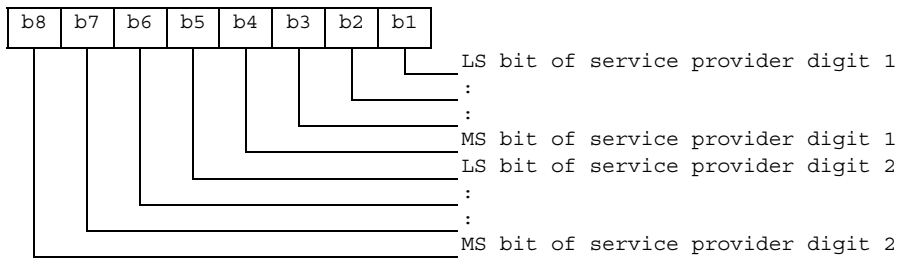 b8 b7 b6 b5 b4 b3 b2 b1
LS bit of service provider digit 1
:
:
MS bit of service provider digit 1
LS bit of service provider digit 2
:
:
MS bit of service provider digit 2